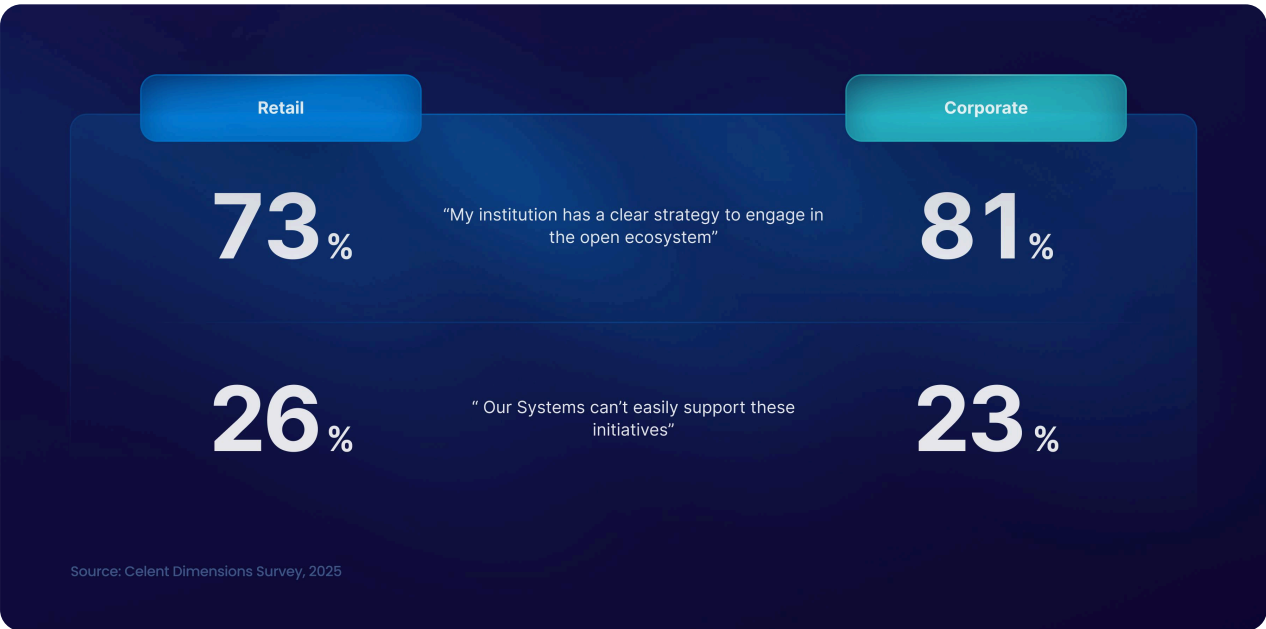 Retail
Corporate
73%
“My institution has a clear strategy to engage in
the open ecosystem”
81%
26%
“ Our Systems can’t easily support these
initiatives”
23%
Source: Celent Dimensions Survey, 2025